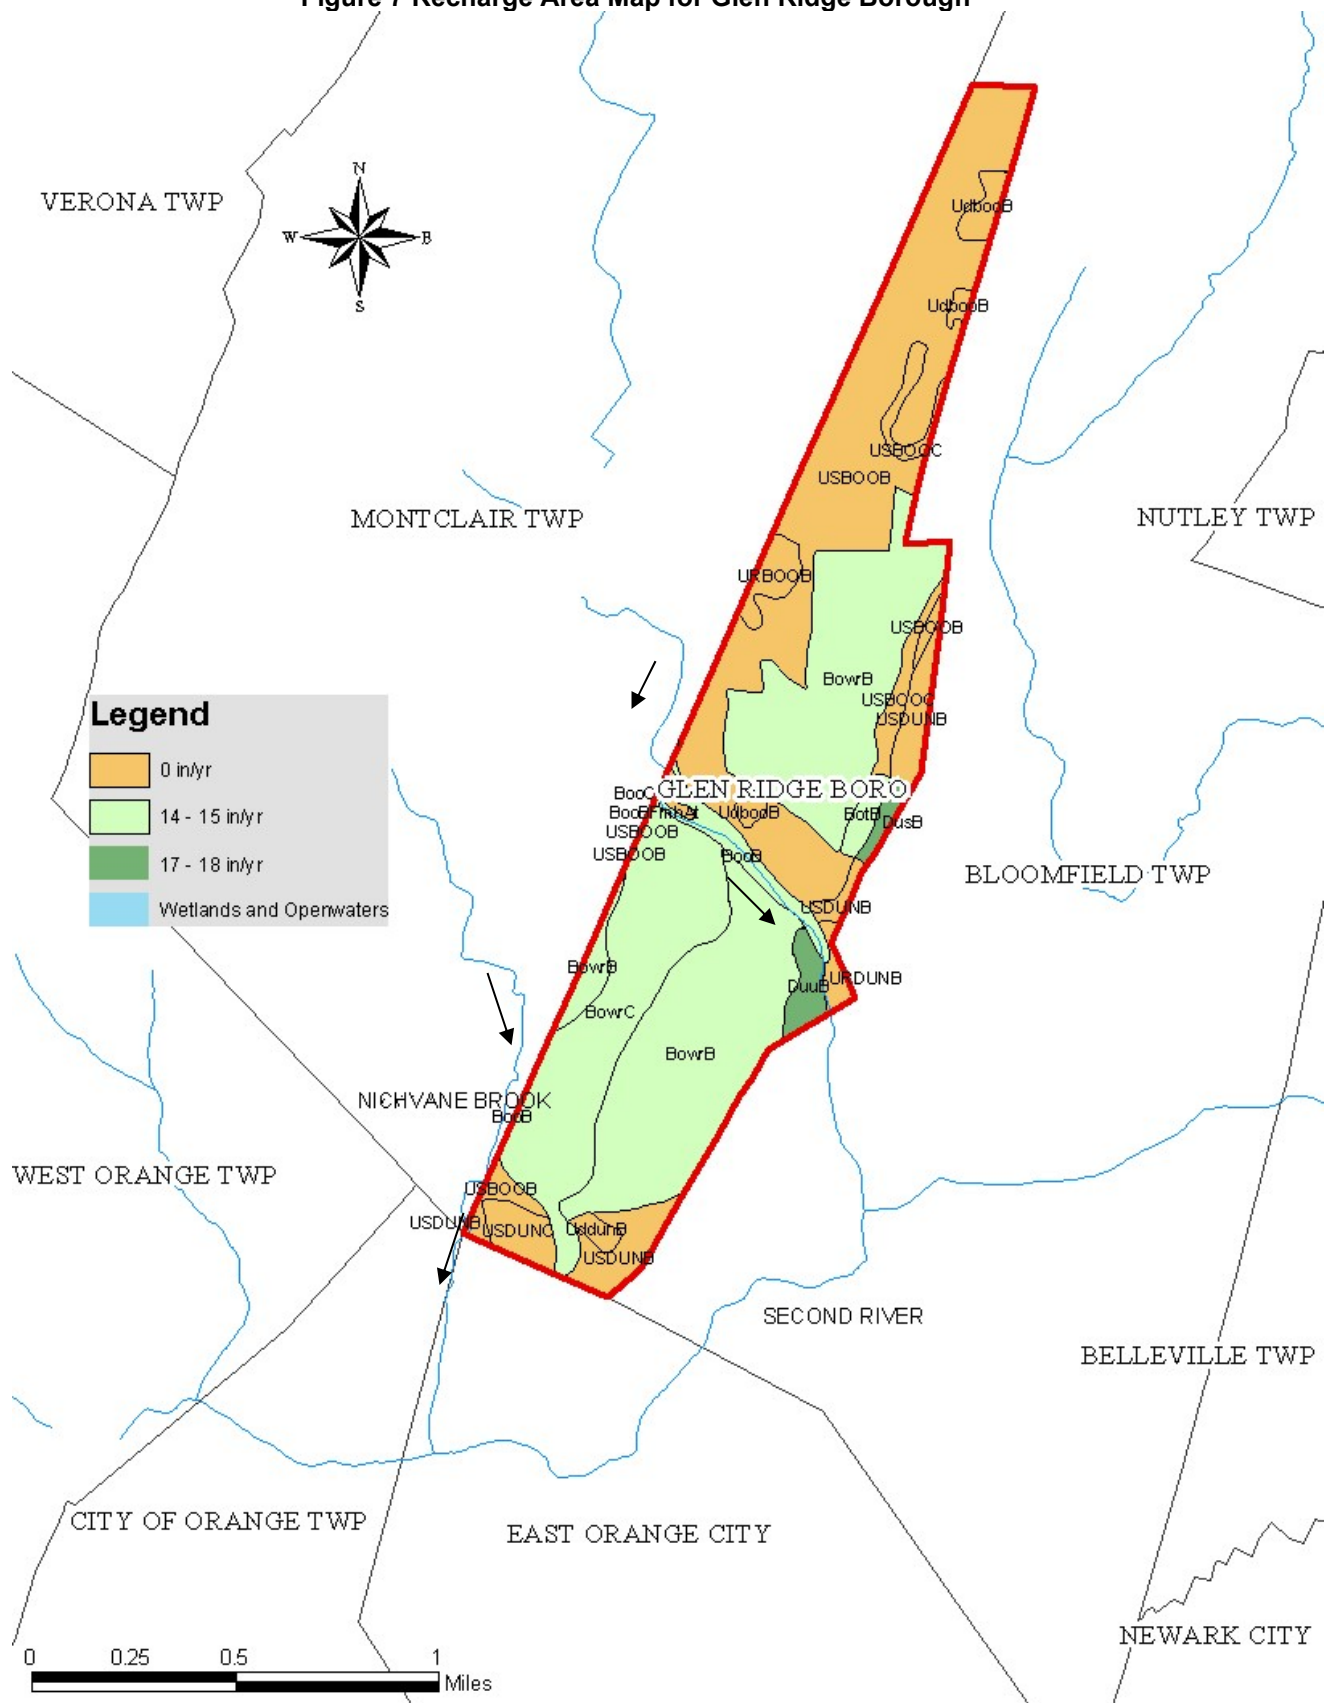 Figure 7 Recharge Area Map for Glen Ridge Borough
N
VERONA TWP
UdbooB
W
E
S
UdbooB
USBOOC
USBOOB
MONTCLAIR TWP
NUTLEY TWP
URBOOB
USBOOB
BowrB
USBOOC
USDUNB
Legend
0 in/yr
14 - 15 in/yr
17 - 18 in/yr
Wetlands and Openwaters
GLEN RIDGE BORO
BooC
BooB
FmhAt
UdbooB
BotB
DusB
USBOOB
USBOOB
BooB
BLOOMFIELD TWP
USDUNB
BowrB
DuuB
URDUNB
BowrC
BowrB
NICHVANE BROOK
BooB
WEST ORANGE TWP
USBOOB
USDUNB
USDUNC
UddunB
USDUNB
SECOND RIVER
BELLEVILLE TWP
CITY OF ORANGE TWP
EAST ORANGE CITY
NEWARK CITY
0 0.25 0.5 1
Miles